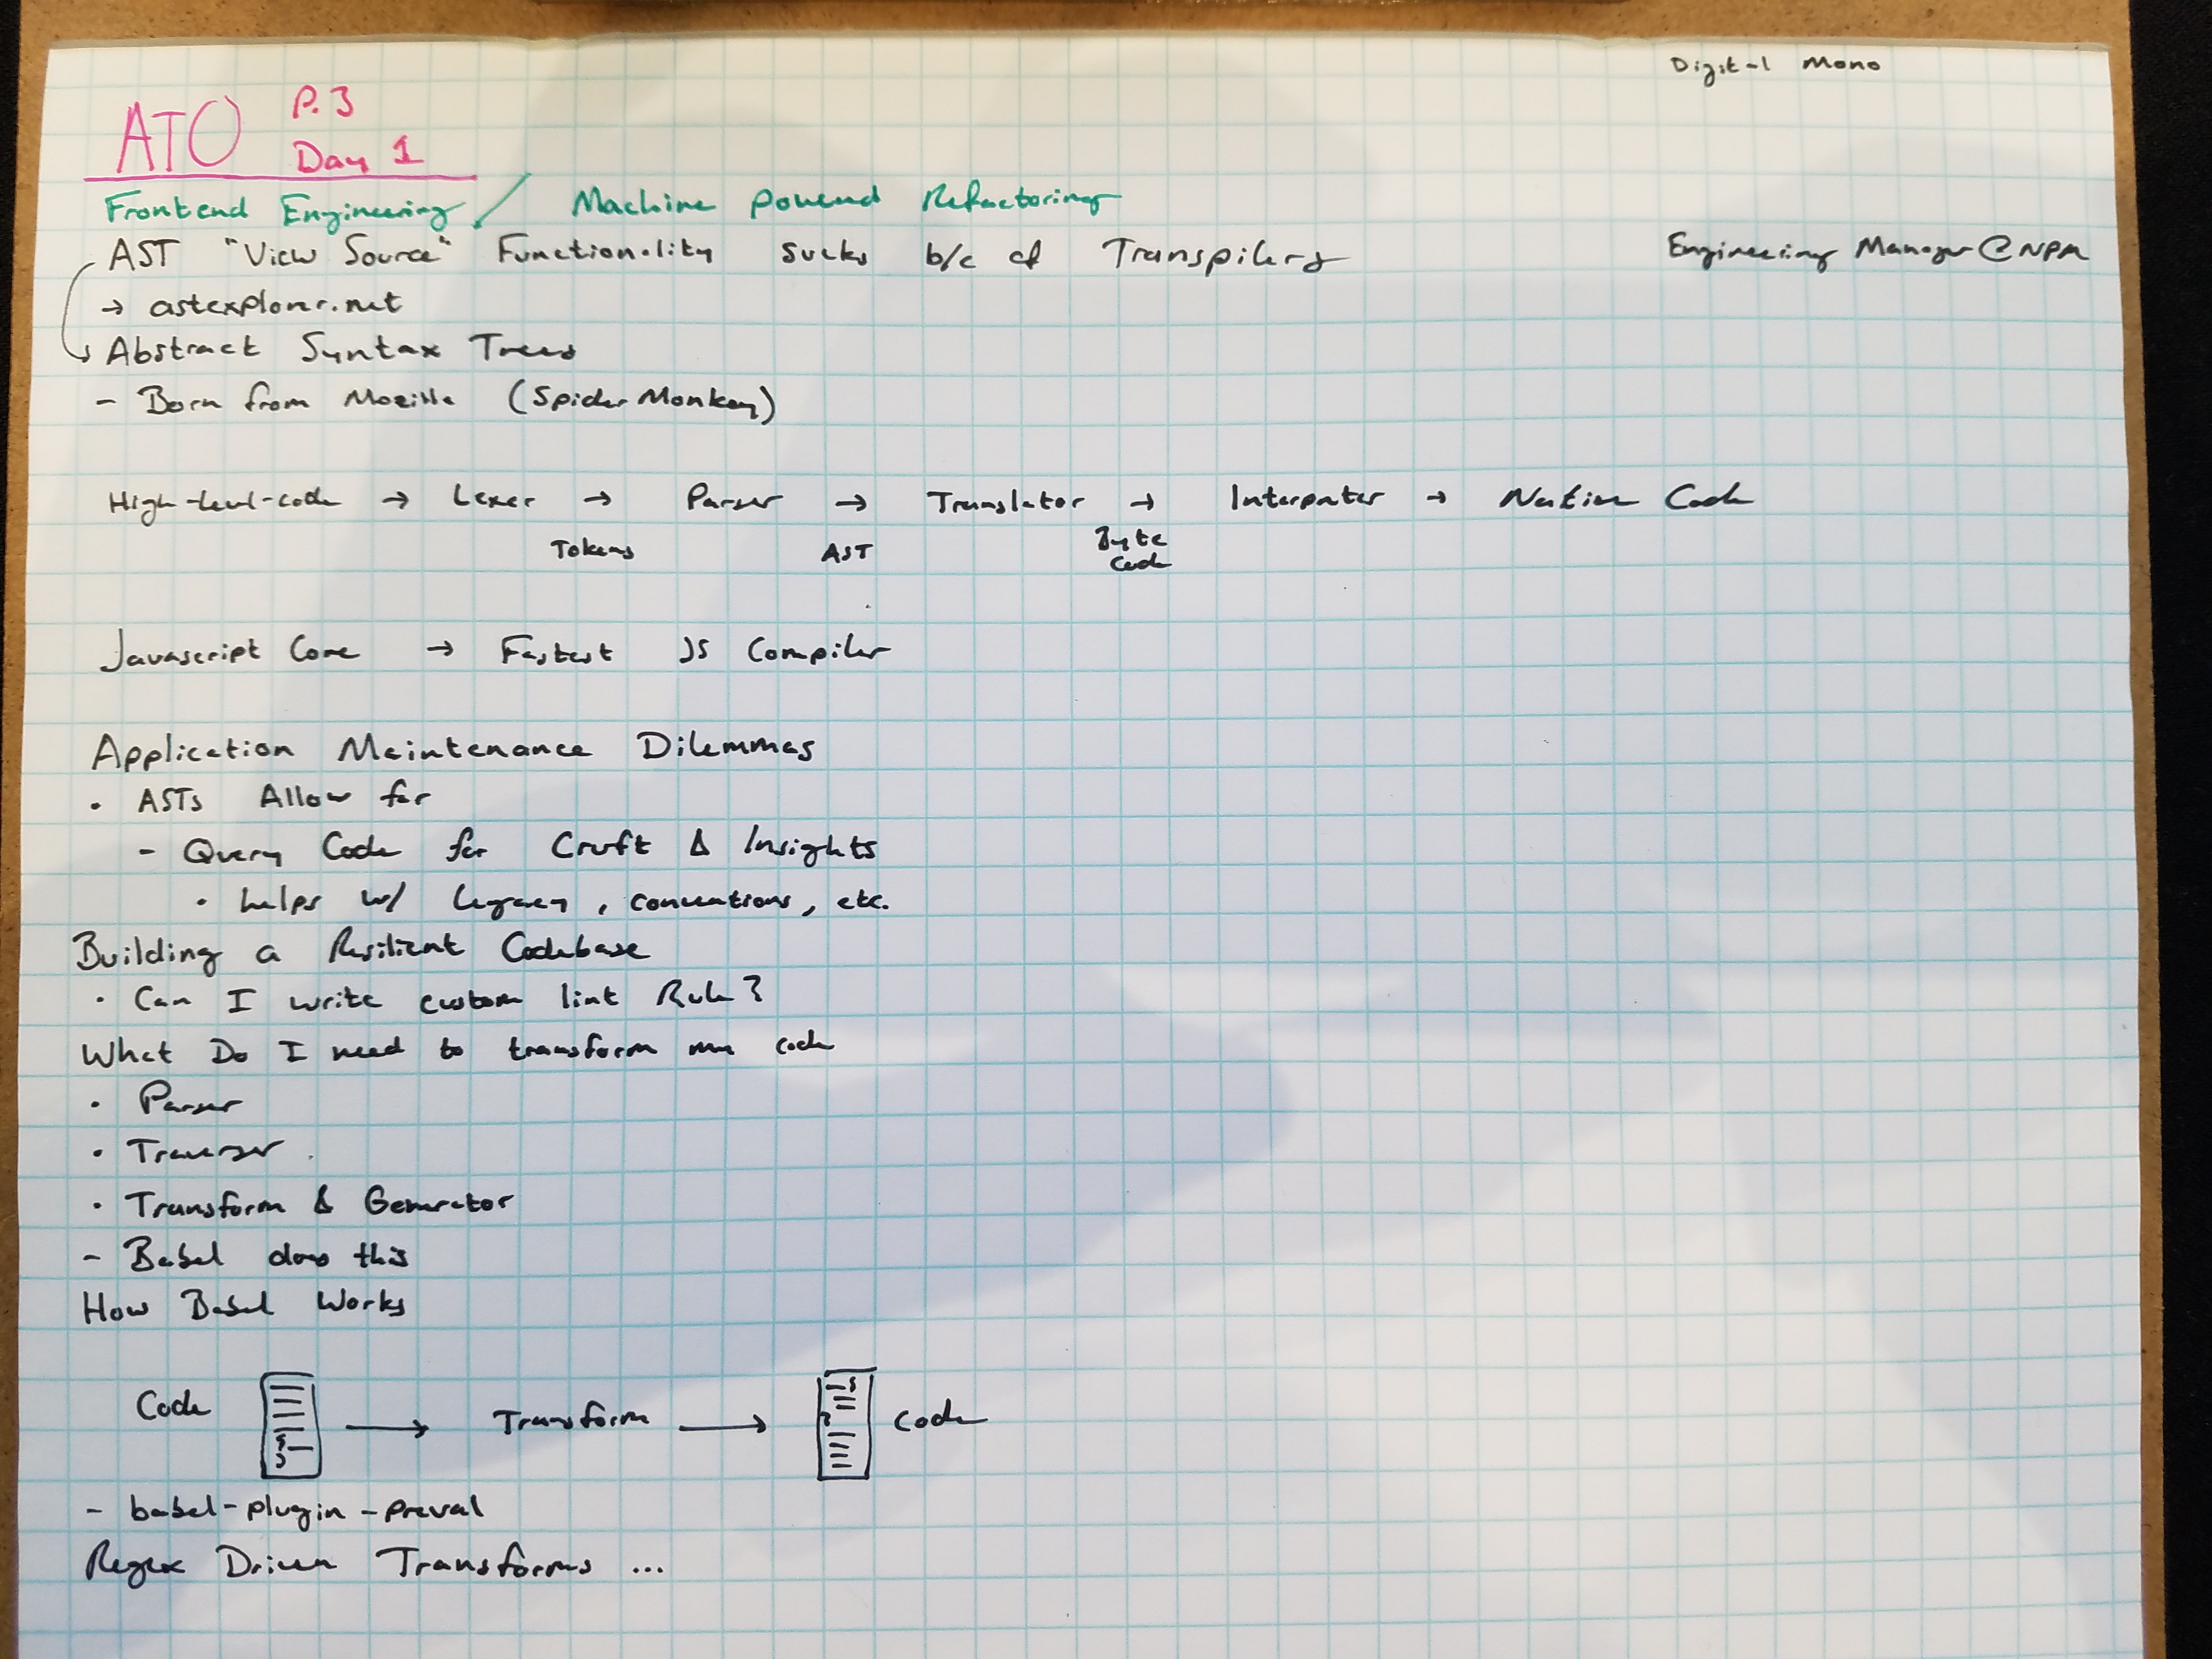 Digital Mono
P.3
ATO Day 1
Frontend Engineering / Machine Powered Refactoring
AST "View Source" Functionality sucks b/c of Transpilers Engineering Manager @ NPM
→ astexplorer.net
Abstract Syntax Trees
- Born from Mozilla (SpiderMonkey)
High-level-code → Lexer → Parser → Translator → Interpreter → Native Code
Tokens AST Byte Code
Javascript Core → Fastest JS Compiler
Application Maintenance Dilemmas
• ASTs Allow for
- Query Code for Cruft & Insights
• helps w/ legacy, conventions, etc.
Building a Resilient Codebase
• Can I write custom lint Rule?
What Do I need to transform my code
• Parser
• Traverser
• Transform & Generator
- Babel does this
How Babel Works
Code → Transform → Code
- babel-plugin-preval
Regex Driven Transforms ...